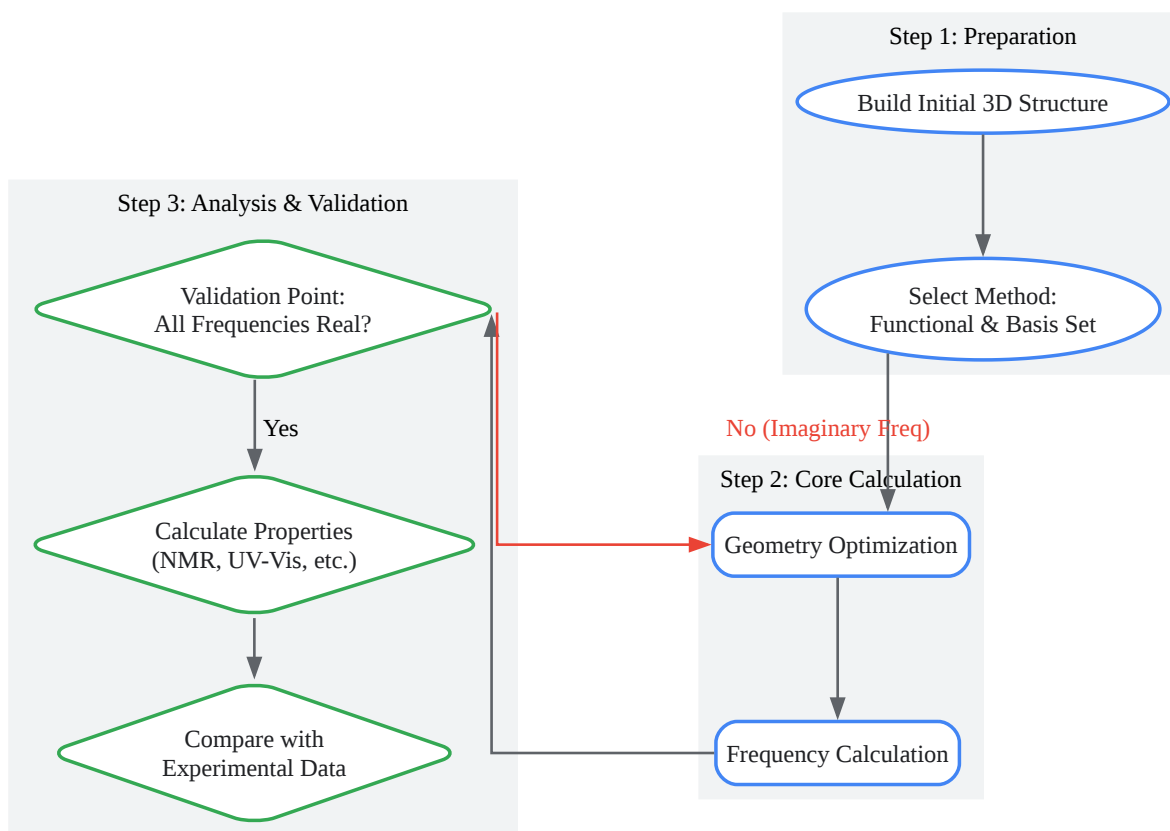 Step 1: Preparation
Build Initial 3D Structure
Select Method:
Functional & Basis Set
No (Imaginary Freq)
Step 2: Core Calculation
Geometry Optimization
Frequency Calculation
Step 3: Analysis & Validation
Validation Point:
All Frequencies Real?
Yes
Calculate Properties
(NMR, UV-Vis, etc.)
Compare with
Experimental Data